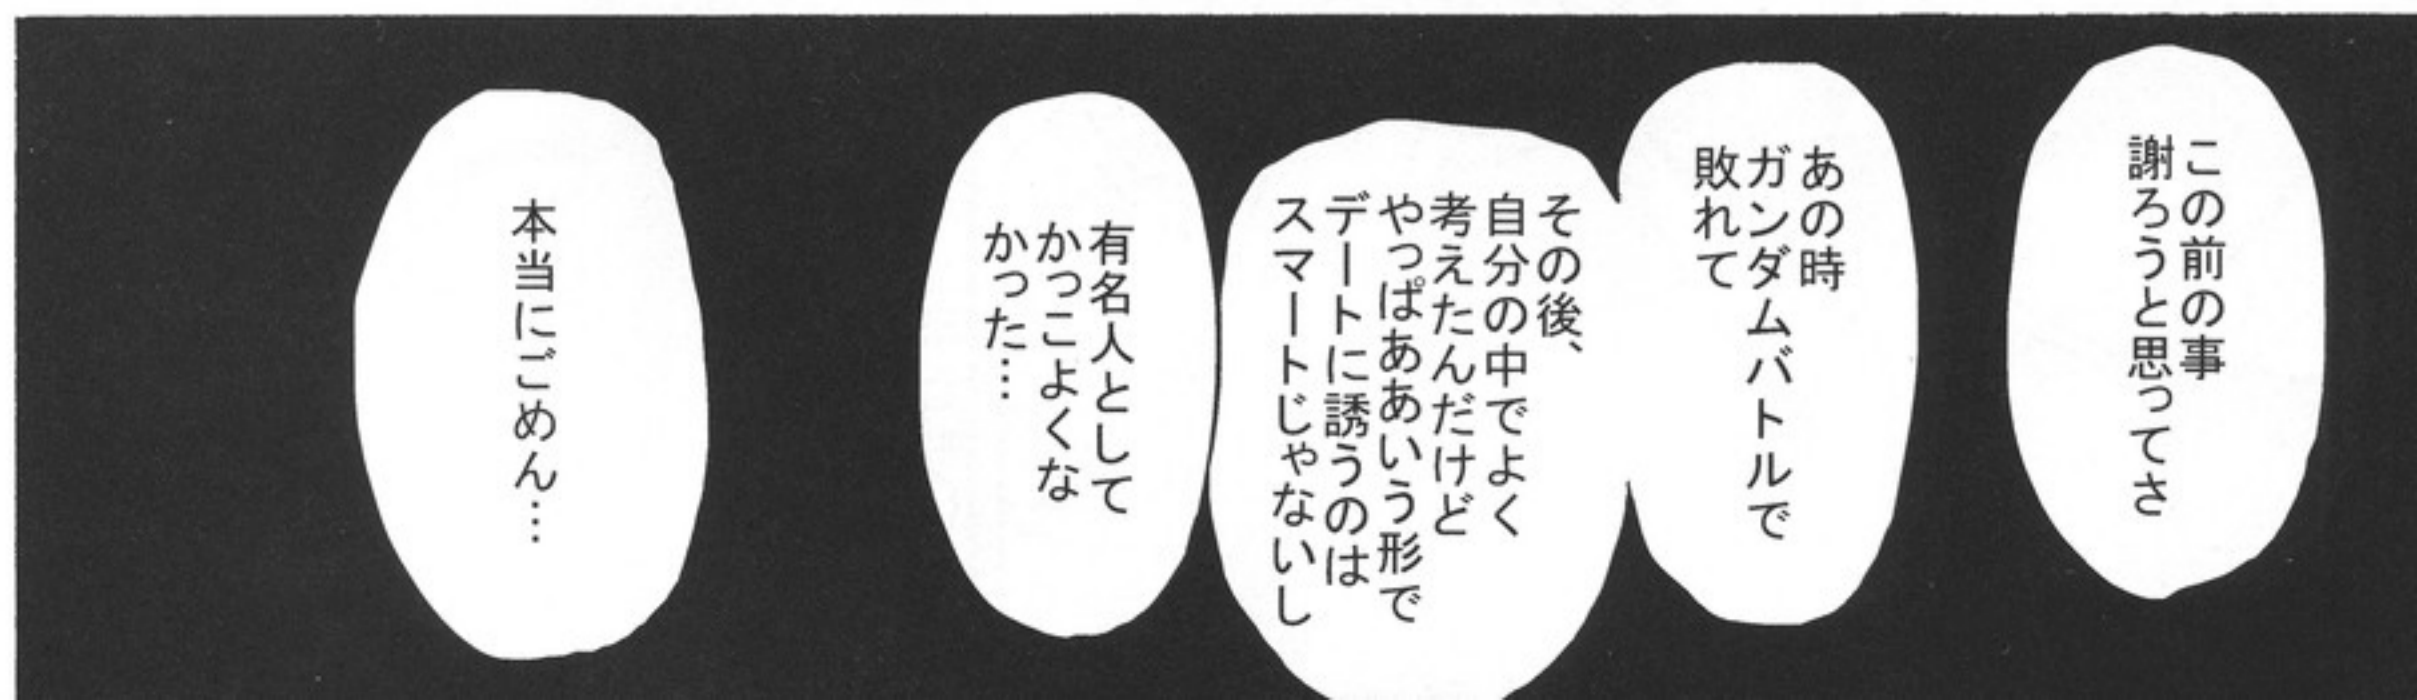 この前の事
謝ろうと思ってさ
あの時
ガンダムバトルで
敗れて
その後、
自分の中でよく
考えたんだけど
やっぱああいう形で
デートに誘うのは
スマートじゃないし
有名人として
かっこよくな
かった…
本当にごめん…